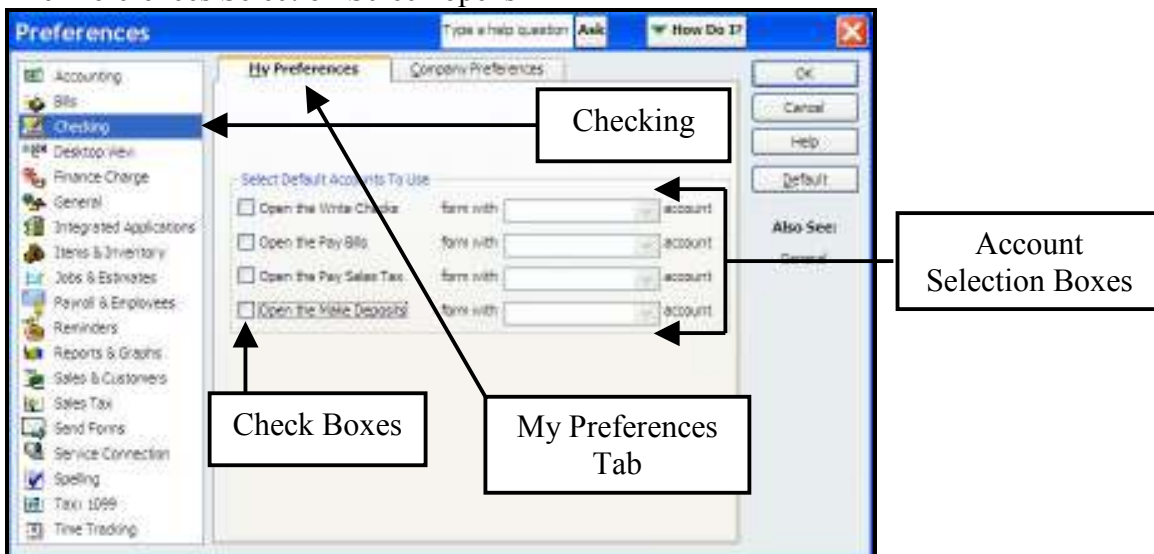 Preferences
Type a help question Ask How Do I?
My Preferences
Company Preferences
Accounting
Bills
Checking
Desktop View
Finance Charge
General
Integrated Applications
Items & Inventory
Jobs & Estimates
Payroll & Employees
Reminders
Reports & Graphs
Sales & Customers
Sales Tax
Send Forms
Service Connection
Spelling
Tax: 1099
Time Tracking
Checking
Select Default Accounts To Use
Open the Write Checks form with account
Open the Pay Bills form with account
Open the Pay Sales Tax form with account
Open the Make Deposits form with account
OK
Cancel
Help
Default
Also See:
General
Account
Selection Boxes
Check Boxes
My Preferences
Tab